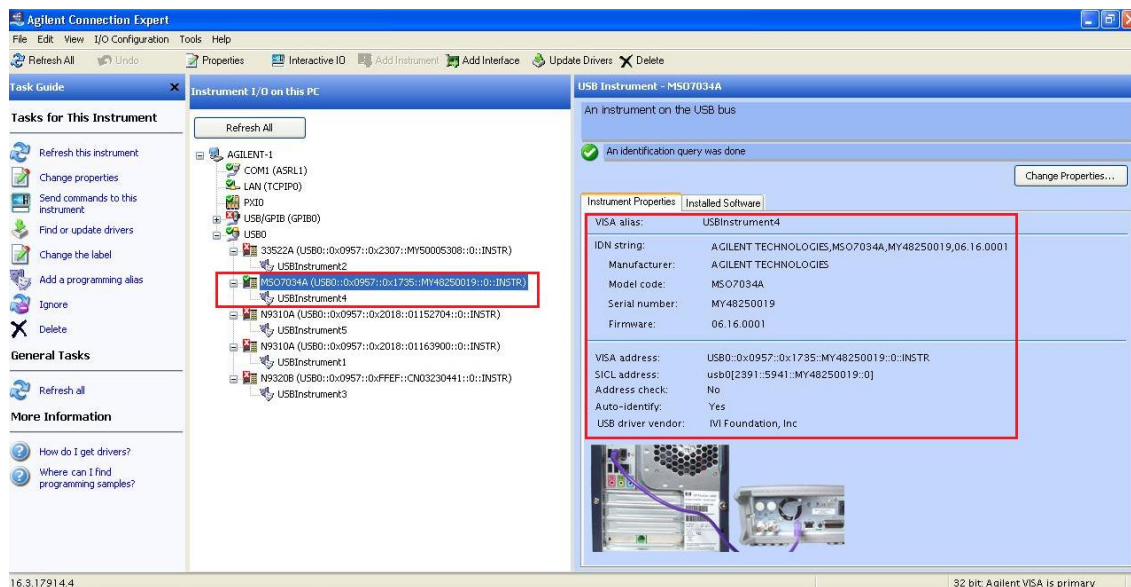 Agilent Connection Expert
File Edit View I/O Configuration Tools Help
Refresh All Undo Properties Interactive IO Add Instrument Add Interface Update Drivers Delete
Task Guide
Tasks for This Instrument
Refresh this instrument
Change properties
Send commands to this
instrument
Find or update drivers
Change the label
Add a programming alias
Ignore
Delete
General Tasks
Refresh all
More Information
How do I get drivers?
Where can I find
programming samples?
Instrument I/O on this PC
Refresh All
AGILENT-1
COM1 (ASRL1)
LAN (TCPIP0)
PXI0
USB/GPIB (GPIB0)
USB0
33522A (USB0::0x0957::0x2307::MY50005308::0::INSTR)
USBInstrument2
MSO7034A (USB0::0x0957::0x1735::MY48250019::0::INSTR)
USBInstrument4
N9310A (USB0::0x0957::0x2018::01152704::0::INSTR)
USBInstrument5
N9310A (USB0::0x0957::0x2018::01163900::0::INSTR)
USBInstrument1
N9320B (USB0::0x0957::0xFFEF::CN03230441::0::INSTR)
USBInstrument3
USB Instrument - MSO7034A
An instrument on the USB bus
An identification query was done
Change Properties...
Instrument Properties Installed Software
VISA alias: USBInstrument4
IDN string: AGILENT TECHNOLOGIES,MSO7034A,MY48250019,06.16.0001
Manufacturer: AGILENT TECHNOLOGIES
Model code: MSO7034A
Serial number: MY48250019
Firmware: 06.16.0001
VISA address: USB0::0x0957::0x1735::MY48250019::0::INSTR
SICL address: usb0[2391::5941::MY48250019::0]
Address check: No
Auto-identify: Yes
USB driver vendor: IVI Foundation, Inc
16.3.17914.4 32 bit: Agilent VISA is primary